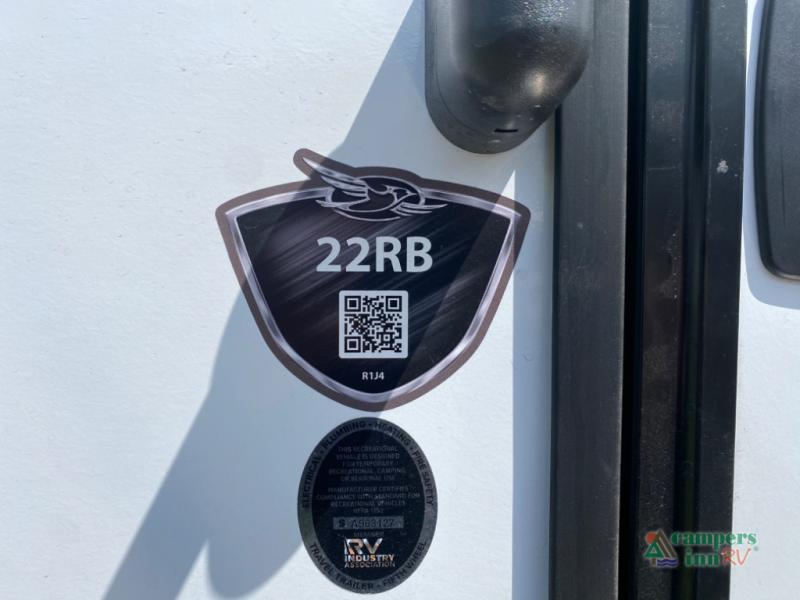 22RB
R1J4
ELECTRICAL - PLUMBING - HEATING - FIRE SAFETY
THIS RECREATIONAL
VEHICLE IS DESIGNED
FOR TEMPORARY
RECREATIONAL, CAMPING
OR SEASONAL USE
MANUFACTURER CERTIFIES
COMPLIANCE WITH STANDARD FOR
RECREATIONAL VEHICLES
NFPA 1192
S A963127
MEMBER
RV
INDUSTRY
ASSOCIATION
TRAVEL TRAILER - FIFTH WHEEL
campers
inn RV